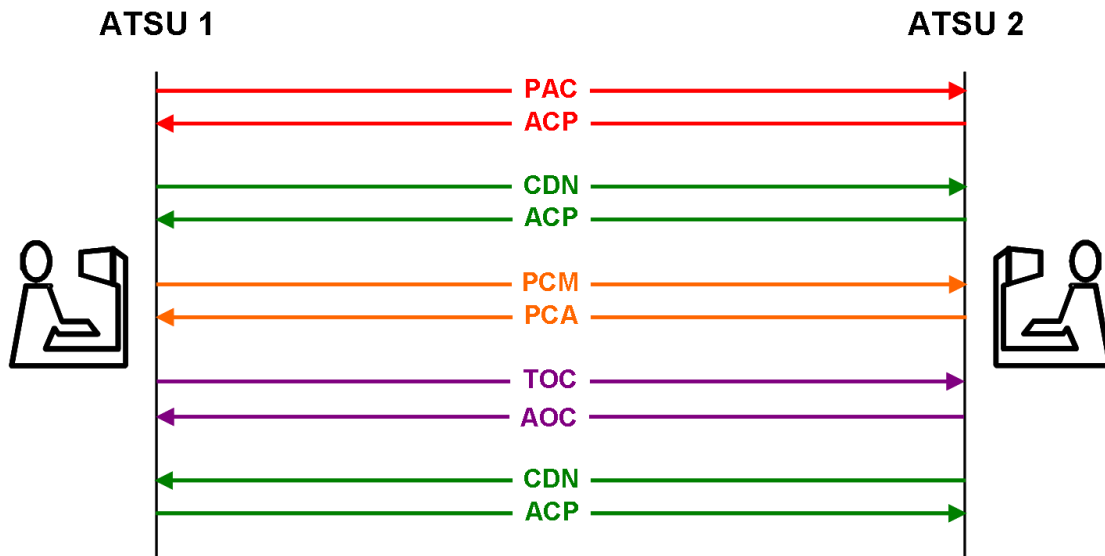 ATSU 1 ATSU 2
PAC
ACP
CDN
ACP
PCM
PCA
TOC
AOC
CDN
ACP